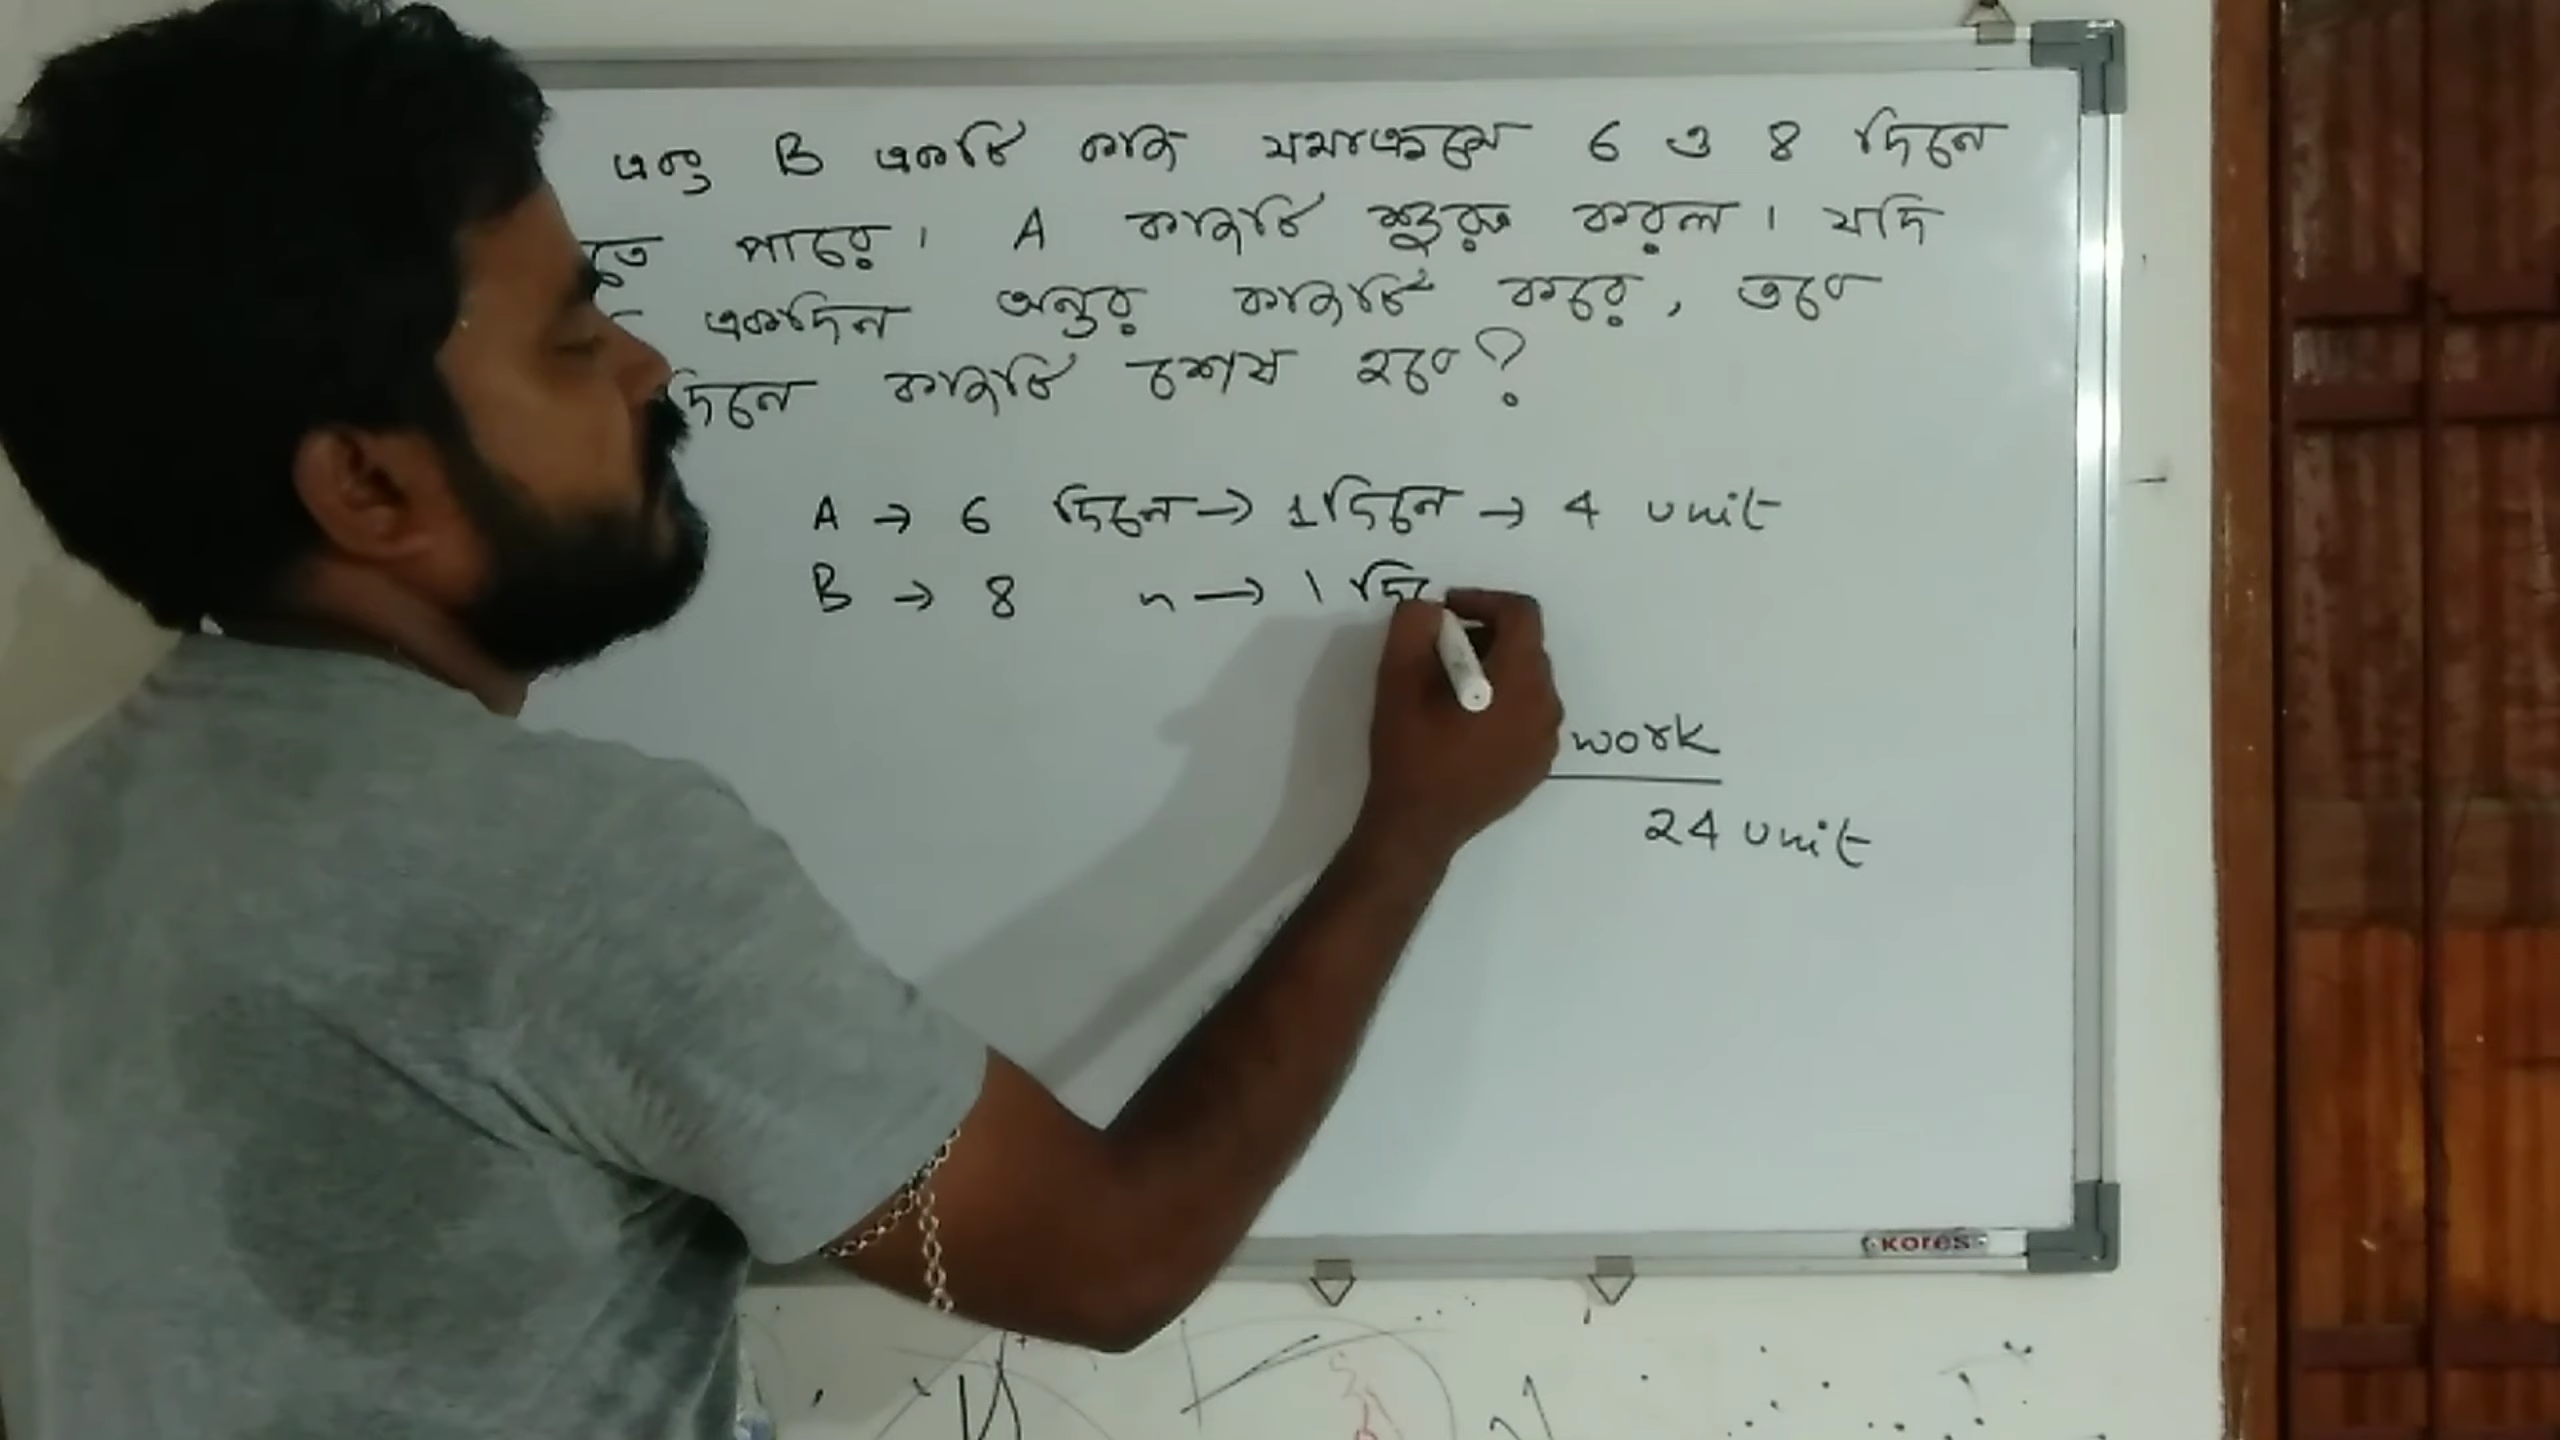 এবং B একটি কাজ যথাক্রমে 6 ও 8 দিনে
পারে। A কাজটি শুরু করল। যদি
একদিন অন্তর কাজটি করে, তবে
দিনে কাজটি শেষ হবে?
A → 6 দিনে → 1 দিনে → 4 unit
B → 8 " → 1 দি
work
24 unit
Kores